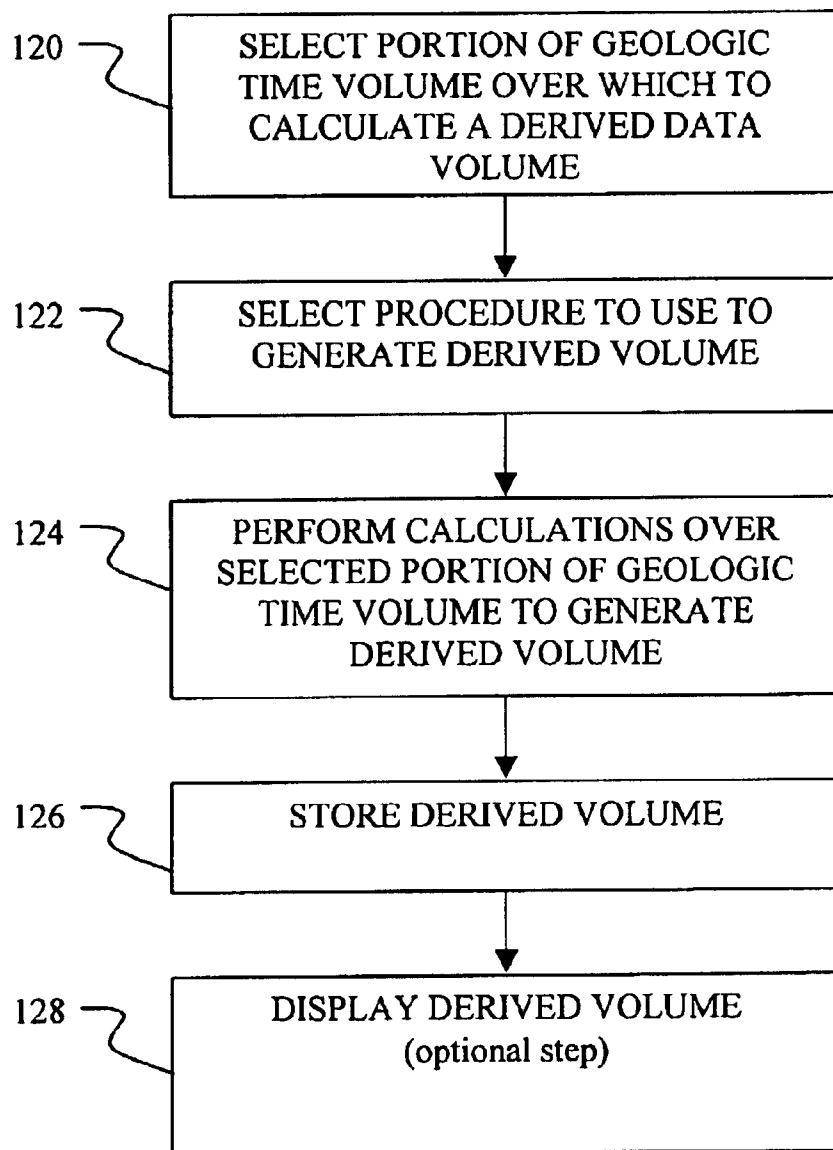 120
SELECT PORTION OF GEOLOGIC
TIME VOLUME OVER WHICH TO
CALCULATE A DERIVED DATA
VOLUME
122
SELECT PROCEDURE TO USE TO
GENERATE DERIVED VOLUME
124
PERFORM CALCULATIONS OVER
SELECTED PORTION OF GEOLOGIC
TIME VOLUME TO GENERATE
DERIVED VOLUME
126
STORE DERIVED VOLUME
128
DISPLAY DERIVED VOLUME
(optional step)